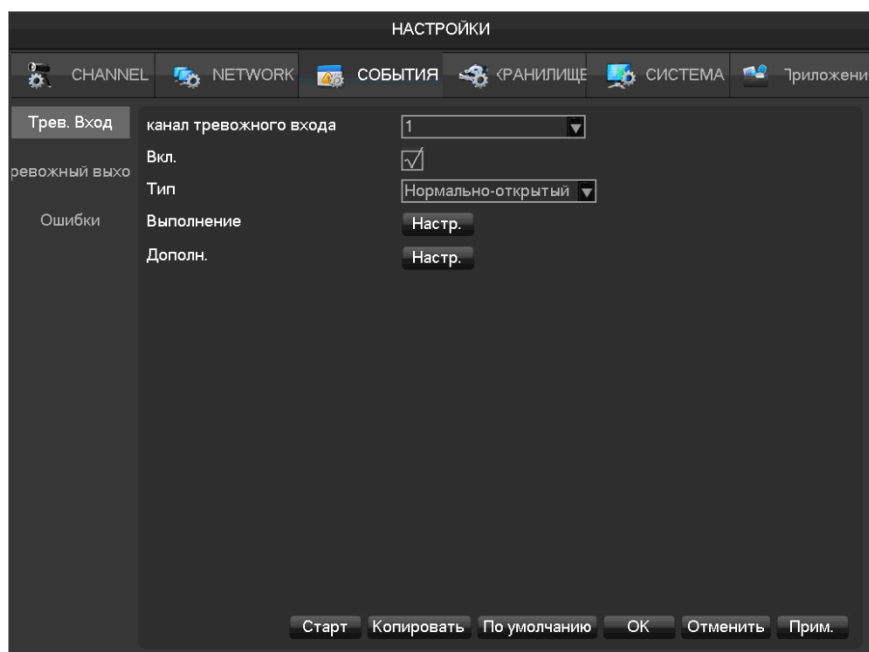 НАСТРОЙКИ
CHANNEL NETWORK СОБЫТИЯ ХРАНИЛИЩЕ СИСТЕМА Приложени
Трев. Вход
ревожный выхо
Ошибки
канал тревожного входа 1
Вкл.
Тип Нормально-открытый
Выполнение Настр.
Дополн. Настр.
Старт Копировать По умолчанию OK Отменить Прим.